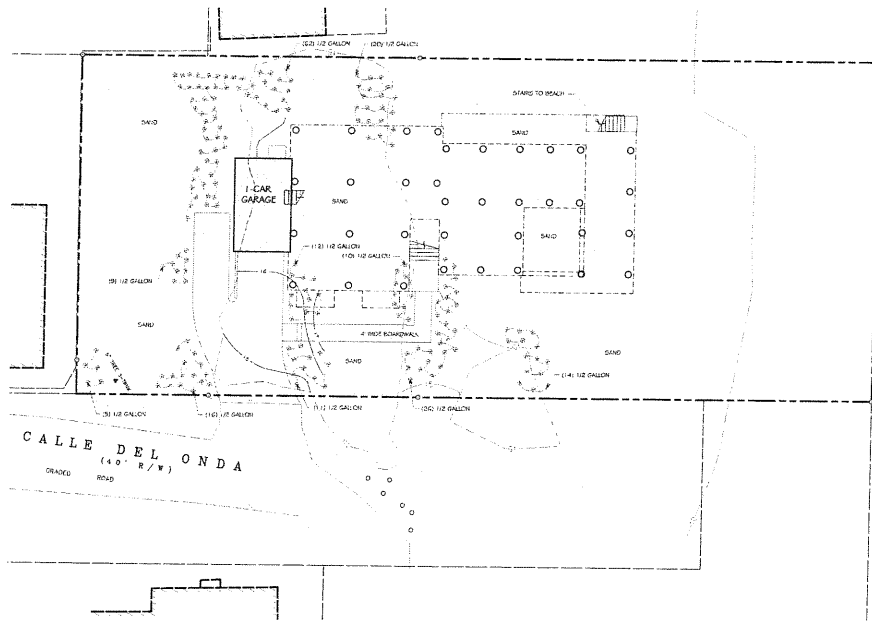 (62) 1/2 GALLON
(20) 1/2 GALLON
STAIRS TO BEACH
SAND
SAND
1-CAR
GARAGE
SAND
SAND
(12) 1/2 GALLON
(10) 1/2 GALLON
(9) 1/2 GALLON
16
SAND
4' WIDE BOARDWALK
SAND
SAND
(14) 1/2 GALLON
(5) 1/2 GALLON
(16) 1/2 GALLON
(11) 1/2 GALLON
(26) 1/2 GALLON
CALLE DEL ONDA
(40' R/W)
GRADED ROAD